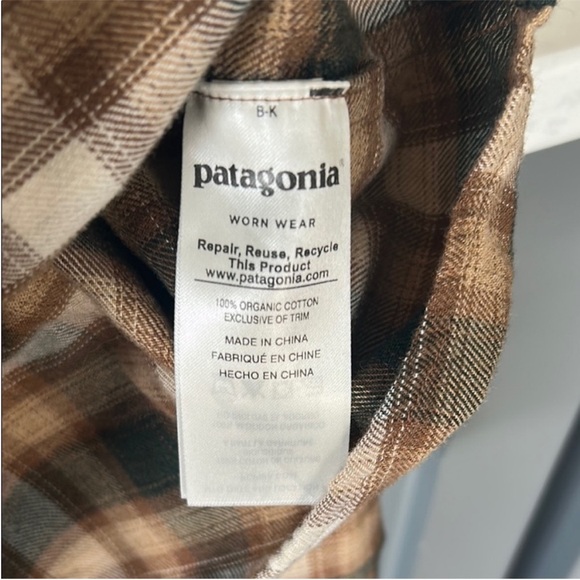 B-K
patagonia®
WORN WEAR
Repair, Reuse, Recycle
This Product
www.patagonia.com
100% ORGANIC COTTON
EXCLUSIVE OF TRIM
MADE IN CHINA
FABRIQUÉ EN CHINE
HECHO EN CHINA